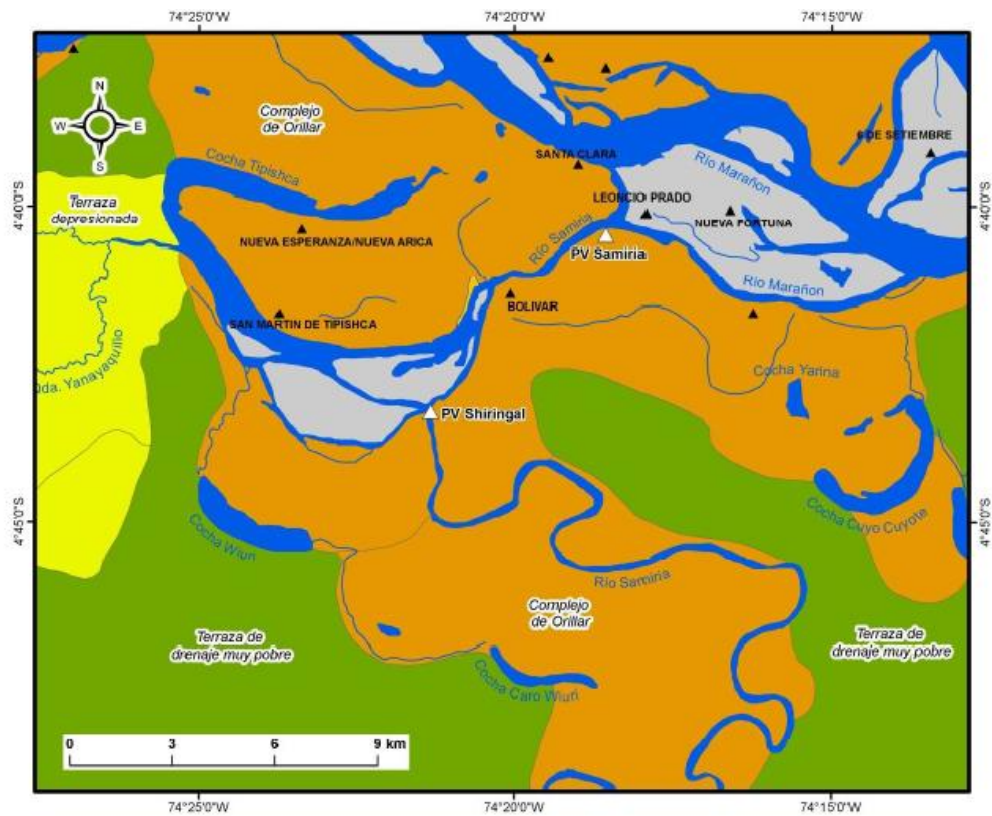 74°25'0"W
74°20'0"W
74°15'0"W
N
W
E
S
Complejo
de Orillar
6 DE SETIEMBRE
SANTA CLARA
Río Marañon
Cocha Tipishca
4°40'0"S
4°40'0"S
Terraza
depresionada
LEONCIO PRADO
NUEVA FORTUNA
Río Samiria
NUEVA ESPERANZA/NUEVA ARICA
PV Samiria
Río Marañon
BOLIVAR
SAN MARTIN DE TIPISHCA
Qda. Yanayaquillo
Cocha Yarina
PV Shiringal
4°45'0"S
4°45'0"S
Cocha Wiuri
Cocha Cuyo Cuyote
Río Samiria
Complejo
de Orillar
Terraza de
drenaje muy pobre
Terraza de
drenaje muy pobre
Cocha Caro Wiuri
0 3 6 9 km
74°25'0"W
74°20'0"W
74°15'0"W